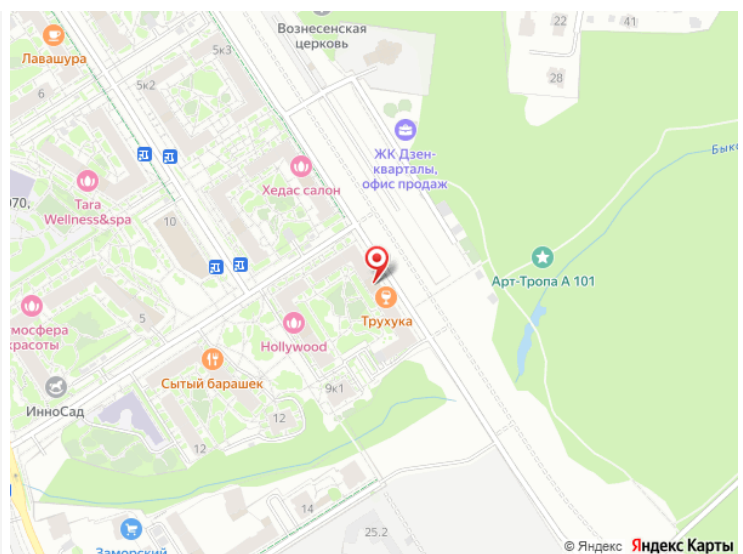 22
41
Вознесенская
церковь
Лавашура
5к3
28
5к2
6
ЖК Дзен-
кварталы,
офис продаж
Хедас салон
970,
Tara
Wellness&spa
10
Арт-Тропа А 101
5
Трухука
Hollywood
красоты
Сытый барашек
9к1
ИнноСад
12
12
14
25.2
Заморский
© Яндекс Яндекс Карты